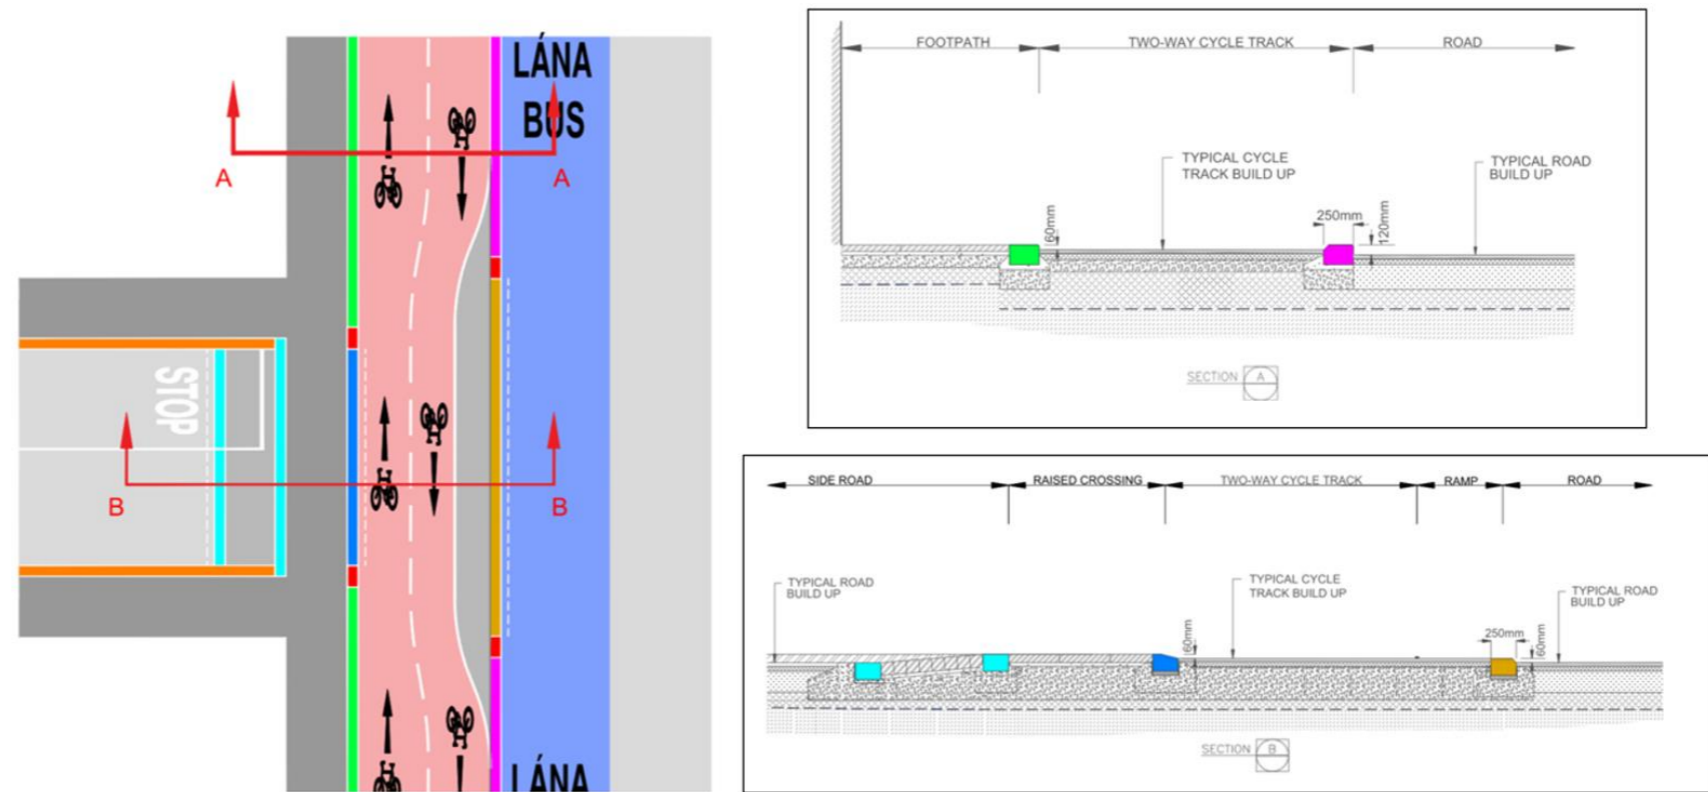 LÁNA
BUS
A
A
STOP
B
B
LÁNA
FOOTPATH
TWO-WAY CYCLE TRACK
ROAD
TYPICAL CYCLE
TRACK BUILD UP
TYPICAL ROAD
BUILD UP
60mm
250mm
120mm
SECTION A
SIDE ROAD
RAISED CROSSING
TWO-WAY CYCLE TRACK
RAMP
ROAD
TYPICAL ROAD
BUILD UP
TYPICAL CYCLE
TRACK BUILD UP
TYPICAL ROAD
BUILD UP
60mm
250mm
60mm
SECTION B